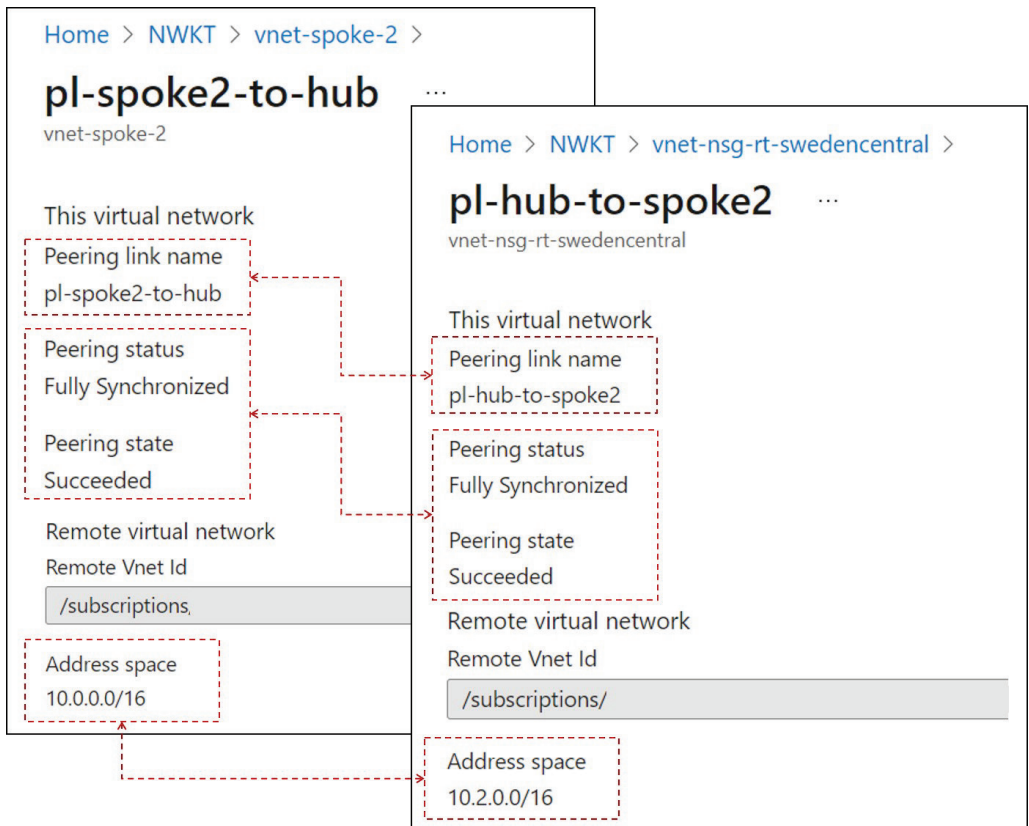 Home > NWKT > vnet-spoke-2 >
pl-spoke2-to-hub ...
vnet-spoke-2
This virtual network
Peering link name
pl-spoke2-to-hub
Peering status
Fully Synchronized
Peering state
Succeeded
Remote virtual network
Remote Vnet Id
/subscriptions
Address space
10.0.0.0/16
Home > NWKT > vnet-nsg-rt-swedencentral >
pl-hub-to-spoke2 ...
vnet-nsg-rt-swedencentral
This virtual network
Peering link name
pl-hub-to-spoke2
Peering status
Fully Synchronized
Peering state
Succeeded
Remote virtual network
Remote Vnet Id
/subscriptions/
Address space
10.2.0.0/16